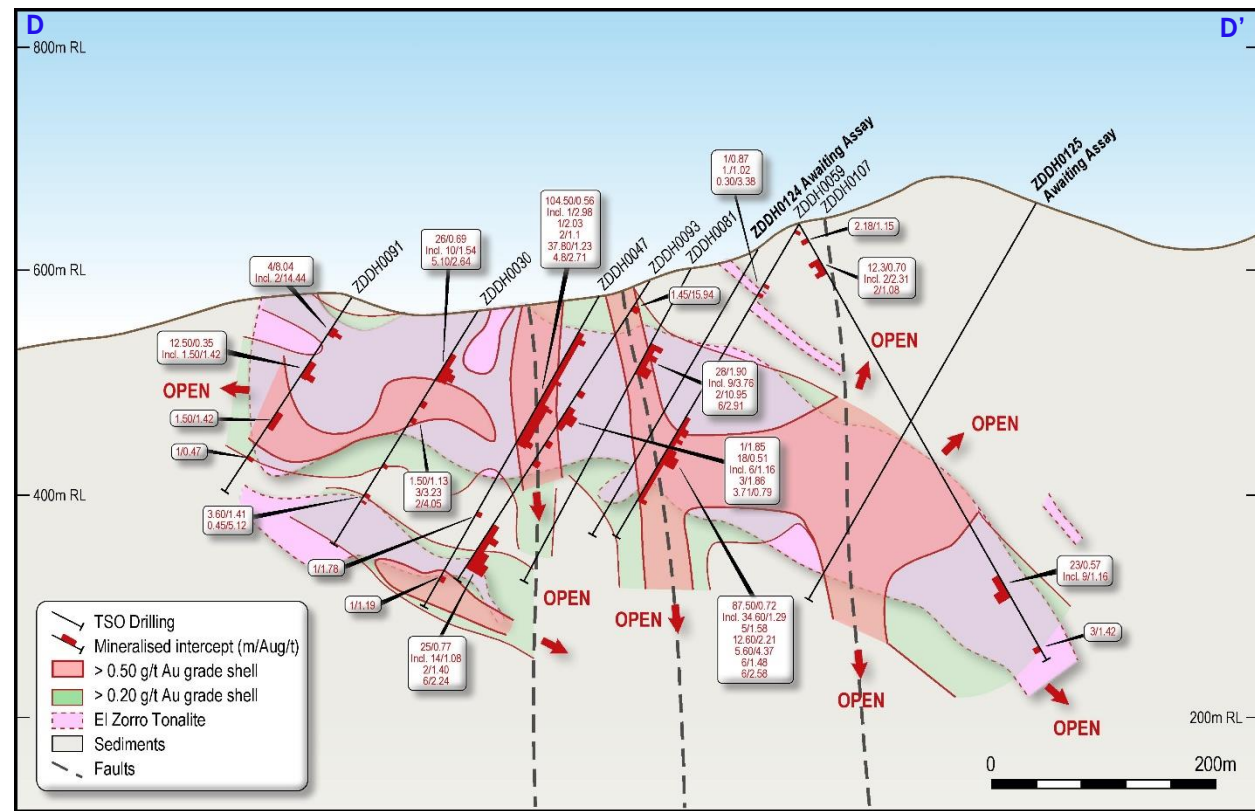 D
D'
800m RL
600m RL
400m RL
200m RL
ZDDH0091
ZDDH0030
ZDDH0047
ZDDH0093
ZDDH0081
ZDDH0124 Awaiting Assay
ZDDH0059
ZDDH0107
ZDDH0125
Awaiting Assay
4/8.04
Incl. 2/14.44
26/0.69
Incl. 10/1.54
5.10/2.64
104.50/0.56
Incl. 1/2.98
1/2.03
2/1.1
37.80/1.23
4.8/2.71
1/0.87
1./1.02
0.30/3.38
2.18/1.15
12.3/0.70
Incl. 2/2.31
2/1.08
1.45/15.94
12.50/0.35
Incl. 1.50/1.42
OPEN
1.50/1.42
1/0.47
28/1.90
Incl. 9/3.76
2/10.95
6/2.91
OPEN
OPEN
1.50/1.13
3/3.23
2/4.05
1/1.85
18/0.51
Incl. 6/1.16
3/1.86
3.71/0.79
3.60/1.41
0.45/5.12
1/1.78
1/1.19
25/0.77
Incl. 14/1.08
2/1.40
6/2.24
87.50/0.72
Incl. 34.60/1.29
5/1.58
12.60/2.21
5.60/4.37
6/1.48
6/2.58
23/0.57
Incl. 9/1.16
3/1.42
OPEN
OPEN
OPEN
OPEN
TSO Drilling
Mineralised intercept (m/Aug/t)
> 0.50 g/t Au grade shell
> 0.20 g/t Au grade shell
El Zorro Tonalite
Sediments
Faults
0
200m